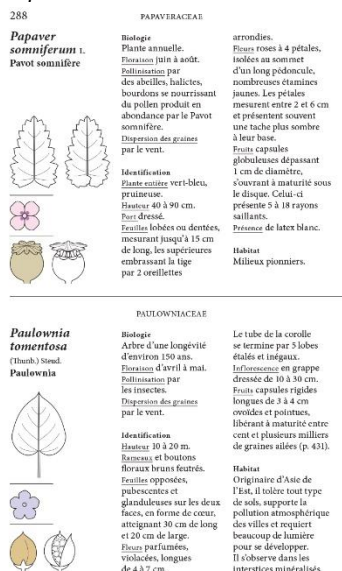 288
PAPAVERACEAE
Papaver
somniferum L.
Pavot somnifère
Biologie
Plante annuelle.
Floraison juin à août.
Pollinisation par
des abeilles, halictes,
bourdons se nourrissant
du pollen produit en
abondance par le Pavot
somnifère.
Dispersion des graines
par le vent.
Identification
Plante entière vert-bleu,
pruineuse.
Hauteur 40 à 90 cm.
Port dressé.
Feuilles lobées ou dentées,
mesurant jusqu'à 15 cm
de long, les supérieures
embrassant la tige
par 2 oreillettes
arrondies.
Fleurs roses à 4 pétales,
isolées au sommet
d'un long pédoncule,
nombreuses étamines
jaunes. Les pétales
mesurent entre 2 et 6 cm
et présentent souvent
une tache plus sombre
à leur base.
Fruits capsules
globuleuses dépassant
1 cm de diamètre,
s'ouvrant à maturité sous
le disque. Celui-ci
présente 5 à 18 rayons
saillants.
Présence de latex blanc.
Habitat
Milieux pionniers.
PAULOWNIACEAE
Paulownia
tomentosa
(Thunb.) Steud.
Paulownia
Biologie
Arbre d'une longévité
d'environ 150 ans.
Floraison d'avril à mai.
Pollinisation par
les insectes.
Dispersion des graines
par le vent.
Identification
Hauteur 10 à 20 m.
Rameaux et boutons
floraux bruns feutrés.
Feuilles opposées,
pubescentes et
glanduleuses sur les deux
faces, en forme de cœur,
atteignant 30 cm de long
et 20 cm de large.
Fleurs parfumées,
violacées, longues
de 4 à 7 cm.
Le tube de la corolle
se termine par 5 lobes
étalés et inégaux.
Inflorescence en grappe
dressée de 10 à 30 cm.
Fruits capsules rigides
longues de 3 à 4 cm
ovoïdes et pointues,
libérant à maturité entre
cent et plusieurs milliers
de graines ailées (p. 431).
Habitat
Originaire d'Asie de
l'Est, il tolère tout type
de sols, supporte la
pollution atmosphérique
des villes et requiert
beaucoup de lumière
pour se développer.
Il s'observe dans les
interstices minéralisés.